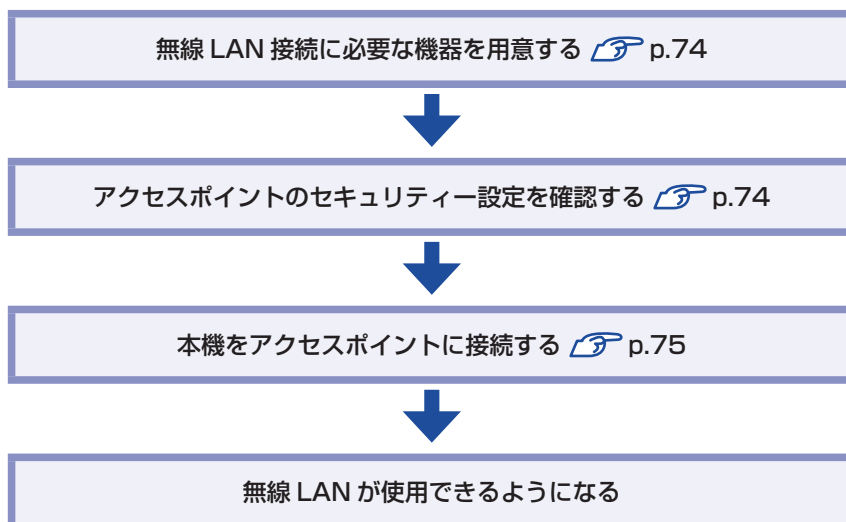 無線 LAN 接続に必要な機器を用意する p.74
アクセスポイントのセキュリティー設定を確認する p.74
本機をアクセスポイントに接続する p.75
無線 LAN が使用できるようになる